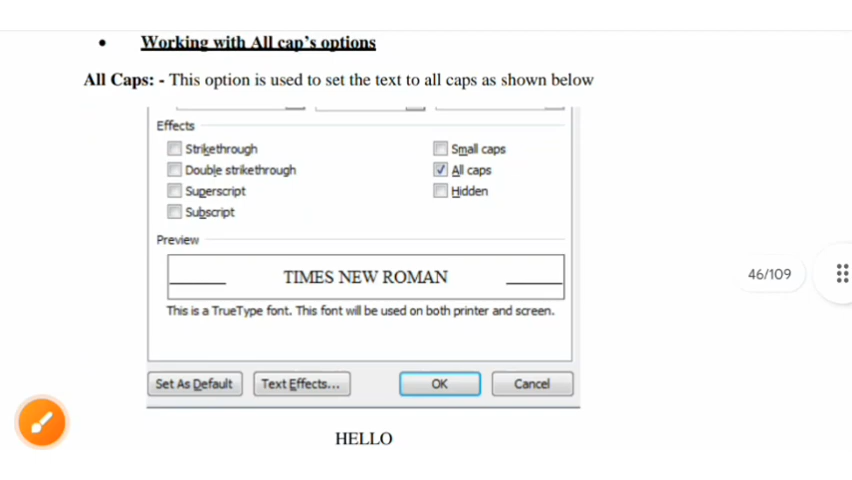 • Working with All cap's options
All Caps: - This option is used to set the text to all caps as shown below
Effects
Strikethrough Small caps
Double strikethrough All caps
Superscript Hidden
Subscript
Preview
TIMES NEW ROMAN
This is a TrueType font. This font will be used on both printer and screen.
46/109
Set As Default Text Effects... OK Cancel
HELLO